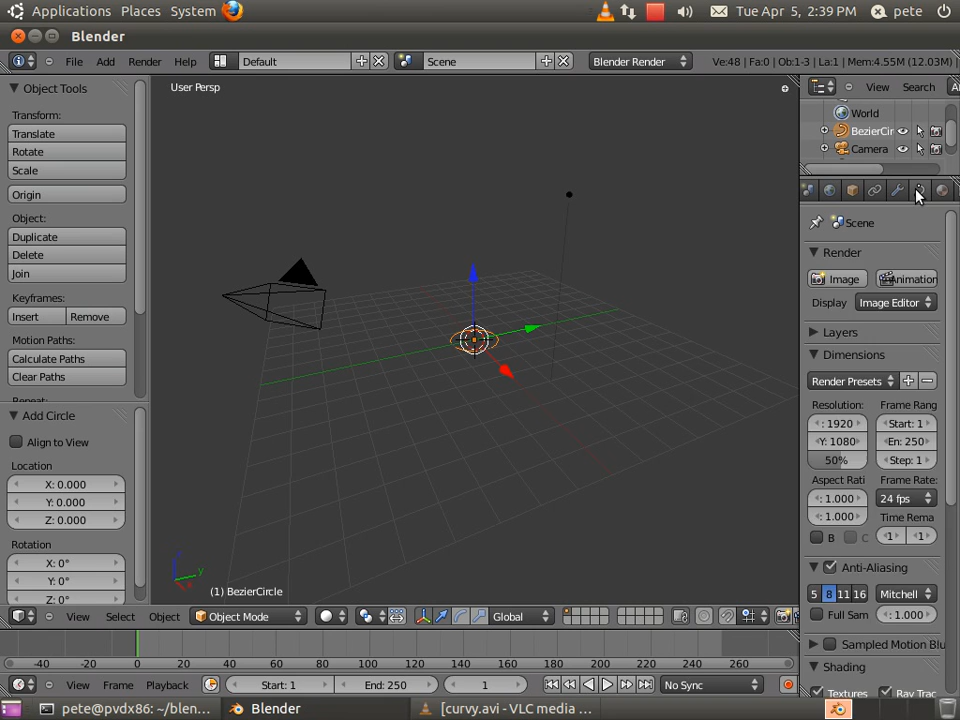 Applications Places System Tue Apr 5, 2:39 PM pete
Blender
File Add Render Help Default Scene Blender Render Ve:48 | Fa:0 | Ob:1-3 | La:1 | Mem:4.55M (12.03M)
Object Tools
Transform:
Translate
Rotate
Scale
Origin
Object:
Duplicate
Delete
Join
Keyframes:
Insert Remove
Motion Paths:
Calculate Paths
Clear Paths
Add Circle
Align to View
Location
X: 0.000
Y: 0.000
Z: 0.000
Rotation
X: 0°
Y: 0°
Z: 0°
User Persp
z
y
(1) BezierCircle
View Select Object Mode Global
View Search
World
BezierCir
Camera
Scene
Render
Image Animation
Display Image Editor
Layers
Dimensions
Render Presets
Resolution: Frame Rang
: 1920 Start: 1
Y: 1080 En: 250
50% Step: 1
Aspect Rati Frame Rate:
: 1.000 24 fps
: 1.000 Time Rema
B C 1 1
Anti-Aliasing
5 8 11 16 Mitchell
Full Sam : 1.000
Sampled Motion Blu
Shading
Textures Ray Trac
-40 -20 0 20 40 60 80 100 120 140 160 180 200 220 240 260
View Frame Playback Start: 1 End: 250 1 No Sync
pete@pvdx86: ~/blen... Blender [curvy.avi - VLC media ...